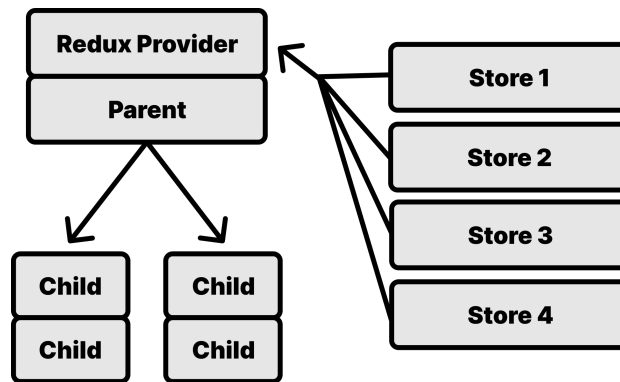 Redux Provider
Parent
Child
Child
Child
Child
Store 1
Store 2
Store 3
Store 4